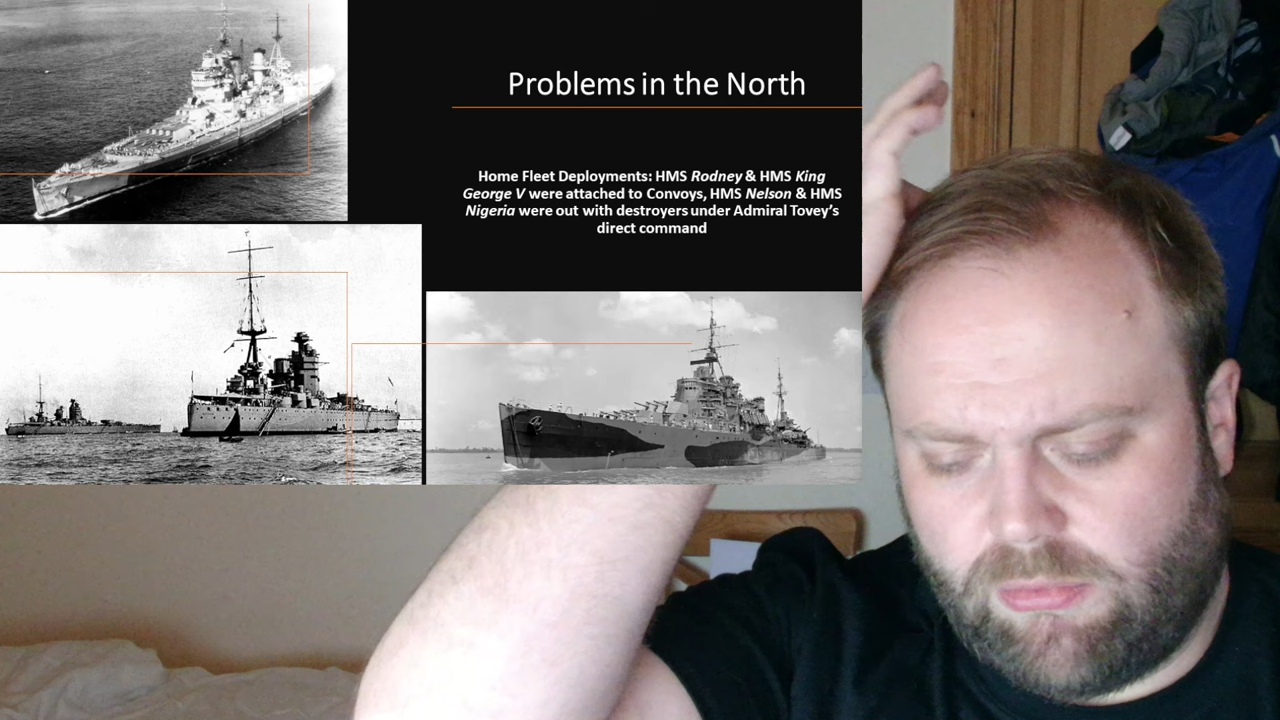 Problems in the North
Home Fleet Deployments: HMS Rodney & HMS King
George V were attached to Convoys, HMS Nelson & HMS
Nigeria were out with destroyers under Admiral Tovey's
direct command